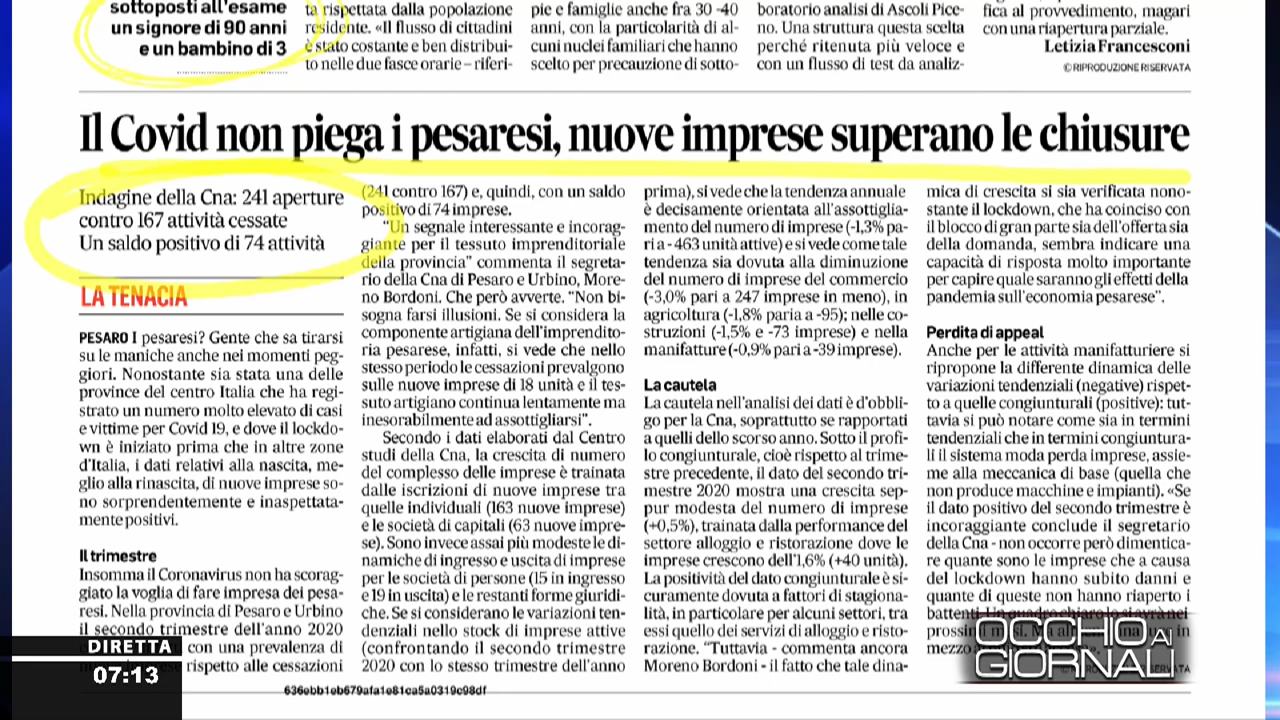 sottoposti all'esame
un signore di 90 anni
e un bambino di 3
ta rispettata dalla popolazione
residente. «Il flusso di cittadini
è stato costante e ben distribui-
to nelle due fasce orarie – riferi-
pie e famiglie anche fra 30 -40
anni, con la particolarità di al-
cuni nuclei familiari che hanno
scelto per precauzione di sotto-
boratorio analisi di Ascoli Pice-
no. Una struttura questa scelta
perché ritenuta più veloce e
con un flusso di test da analiz-
fica al provvedimento, magari
con una riapertura parziale.
Letizia Francesconi
© RIPRODUZIONE RISERVATA
Il Covid non piega i pesaresi, nuove imprese superano le chiusure
Indagine della Cna: 241 aperture
contro 167 attività cessate
Un saldo positivo di 74 attività
LA TENACIA
PESARO I pesaresi? Gente che sa tirarsi
su le maniche anche nei momenti peg-
giori. Nonostante sia stata una delle
province del centro Italia che ha regi-
strato un numero molto elevato di casi
e vittime per Covid 19, e dove il lockdo-
wn è iniziato prima che in altre zone
d'Italia, i dati relativi alla nascita, me-
glio alla rinascita, di nuove imprese so-
no sorprendentemente e inaspettata-
mente positivi.
Il trimestre
Insomma il Coronavirus non ha scorag-
giato la voglia di fare impresa dei pesa-
resi. Nella provincia di Pesaro e Urbino
il secondo trimestre dell'anno 2020
con una prevalenza di
rispetto alle cessazioni
(241 contro 167) e, quindi, con un saldo
positivo di 74 imprese.
"Un segnale interessante e incorag-
giante per il tessuto imprenditoriale
della provincia" commenta il segreta-
rio della Cna di Pesaro e Urbino, More-
no Bordoni. Che però avverte. "Non bi-
sogna farsi illusioni. Se si considera la
componente artigiana dell'imprendito-
ria pesarese, infatti, si vede che nello
stesso periodo le cessazioni prevalgono
sulle nuove imprese di 18 unità e il tes-
suto artigiano continua lentamente ma
inesorabilmente ad assottigliarsi".
Secondo i dati elaborati dal Centro
studi della Cna, la crescita di numero
del complesso delle imprese è trainata
dalle iscrizioni di nuove imprese tra
quelle individuali (163 nuove imprese)
e le società di capitali (63 nuove impre-
se). Sono invece assai più modeste le di-
namiche di ingresso e uscita di imprese
per le società di persone (15 in ingresso
e 19 in uscita) e le restanti forme giuridi-
che. Se si considerano le variazioni ten-
denziali nello stock di imprese attive
(confrontando il secondo trimestre
2020 con lo stesso trimestre dell'anno
prima), si vede che la tendenza annuale
è decisamente orientata all'assottiglia-
mento del numero di imprese (-1,3% pa-
ri a - 463 unità attive) e si vede come tale
tendenza sia dovuta alla diminuzione
del numero di imprese del commercio
(-3,0% pari a 247 imprese in meno), in
agricoltura (-1,8% paria a -95); nelle co-
struzioni (-1,5% e -73 imprese) e nella
manifatture (-0,9% pari a -39 imprese).
La cautela
La cautela nell'analisi dei dati è d'obbli-
go per la Cna, soprattutto se rapportati
a quelli dello scorso anno. Sotto il profi-
lo congiunturale, cioè rispetto al trime-
stre precedente, il dato del secondo tri-
mestre 2020 mostra una crescita sep-
pur modesta del numero di imprese
(+0,5%), trainata dalla performance del
settore alloggio e ristorazione dove le
imprese crescono dell'1,6% (+40 unità).
La positività del dato congiunturale è si-
curamente dovuta a fattori di stagiona-
lità, in particolare per alcuni settori, tra
essi quello dei servizi di alloggio e risto-
razione. "Tuttavia - commenta ancora
Moreno Bordoni - il fatto che tale dina-
mica di crescita si sia verificata nono-
stante il lockdown, che ha coinciso con
il blocco di gran parte sia dell'offerta sia
della domanda, sembra indicare una
capacità di risposta molto importante
per capire quale saranno gli effetti della
pandemia sull'economia pesarese".
Perdita di appeal
Anche per le attività manifatturiere si
ripropone la differente dinamica delle
variazioni tendenziali (negative) rispet-
to a quelle congiunturali (positive): tut-
tavia si può notare come sia in termini
tendenziali che in termini congiuntura-
li il sistema moda perda imprese, assie-
me alla meccanica di base (quella che
non produce macchine e impianti). «Se
il dato positivo del secondo trimestre è
incoraggiante conclude il segretario
della Cna - non occorre però dimentica-
re quante sono le imprese che a causa
del lockdown hanno subito danni e
quante di queste non hanno riaperto i
battenti. Un quadro chiaro lo si avrà nei
prossimi
mezzo
DIRETTA
07:13
636ebb1eb679afa1e81ca5a0319c98df
OCCHIO AI
GIORNALI